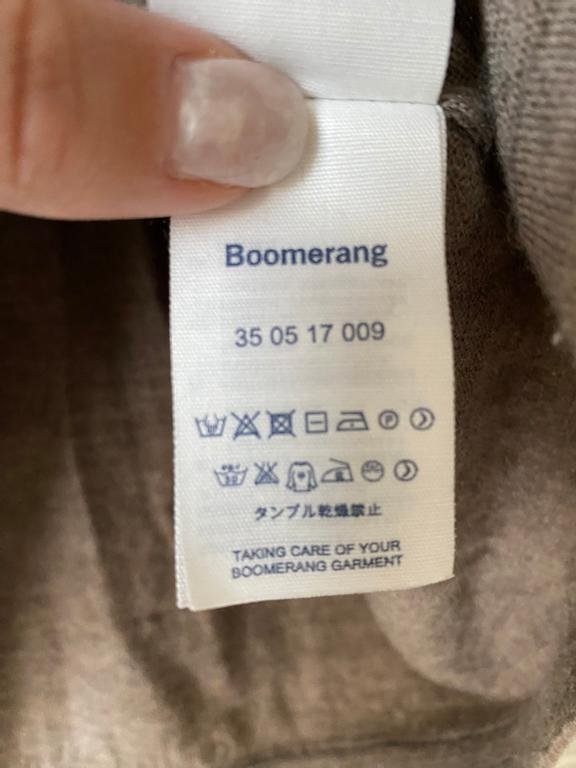 Boomerang
35 05 17 009
タンブル乾燥禁止
TAKING CARE OF YOUR
BOOMERANG GARMENT